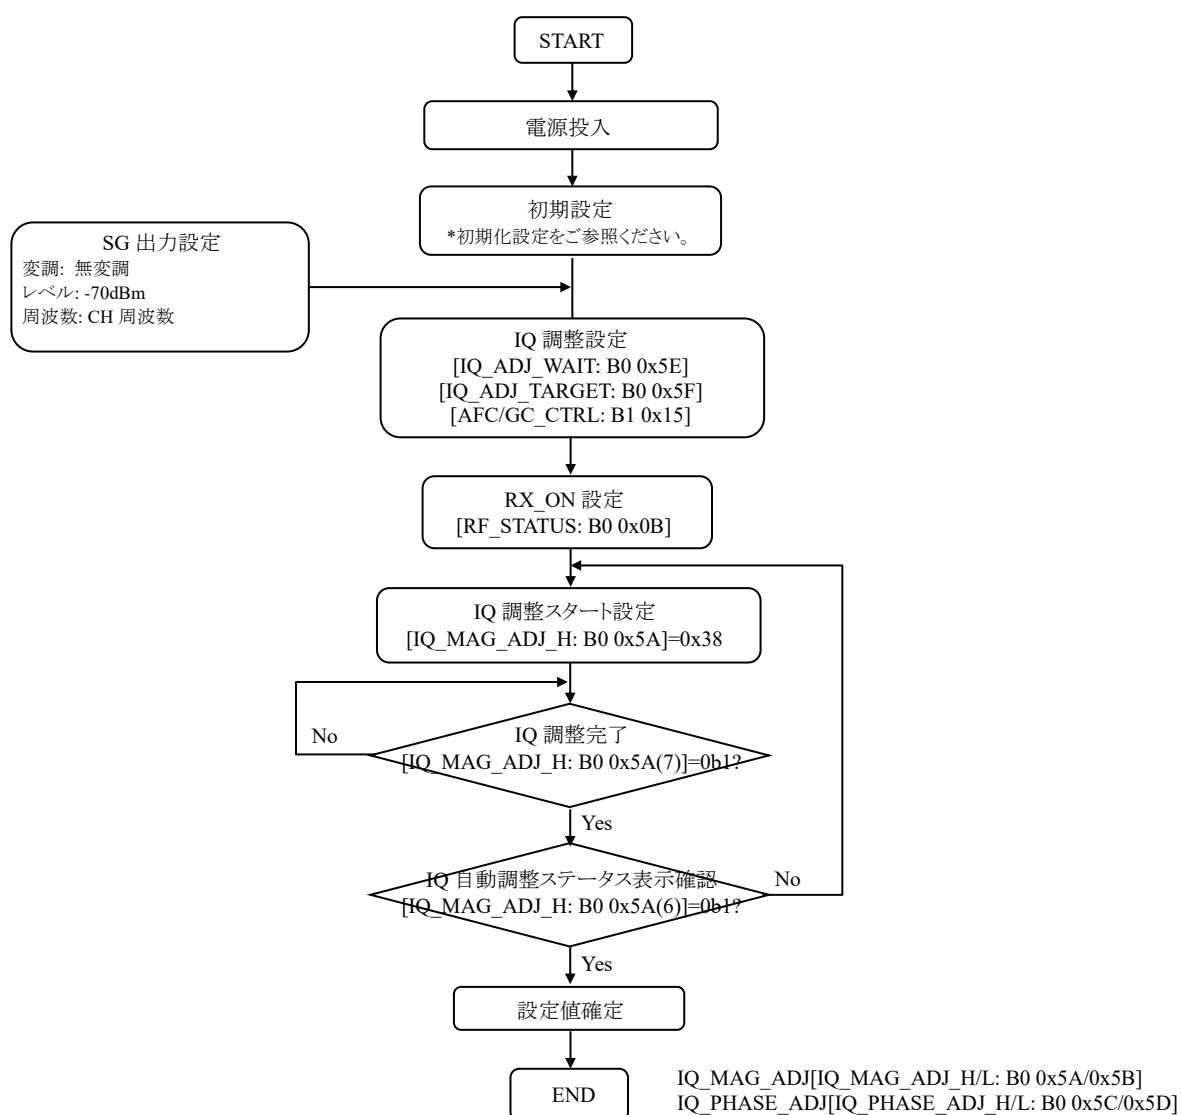 START
電源投入
初期設定
*初期化設定をご参照ください。
SG 出力設定
変調: 無変調
レベル: -70dBm
周波数: CH 周波数
IQ 調整設定
[IQ_ADJ_WAIT: B0 0x5E]
[IQ_ADJ_TARGET: B0 0x5F]
[AFC/GC_CTRL: B1 0x15]
RX_ON 設定
[RF_STATUS: B0 0x0B]
IQ 調整スタート設定
[IQ_MAG_ADJ_H: B0 0x5A]=0x38
No
IQ 調整完了
[IQ_MAG_ADJ_H: B0 0x5A(7)]=0b1?
Yes
IQ 自動調整ステータス表示確認
[IQ_MAG_ADJ_H: B0 0x5A(6)]=0b1?
No
Yes
設定値確定
END
IQ_MAG_ADJ[IQ_MAG_ADJ_H/L: B0 0x5A/0x5B]
IQ_PHASE_ADJ[IQ_PHASE_ADJ_H/L: B0 0x5C/0x5D]